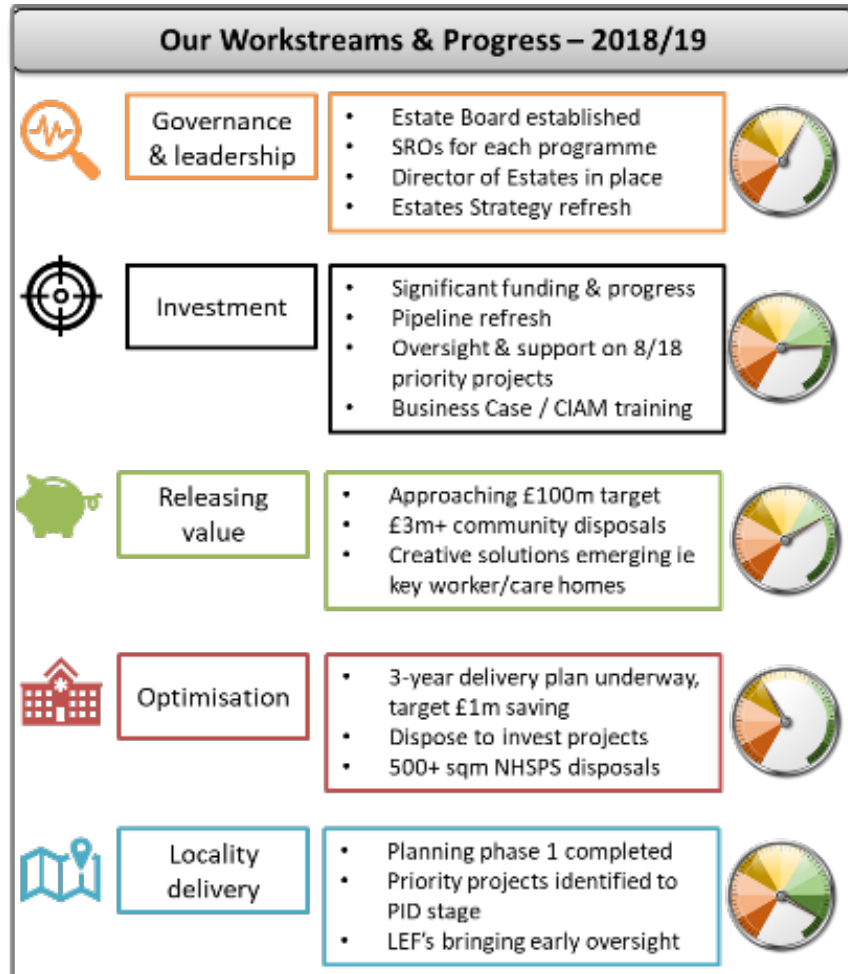 Our Workstreams & Progress – 2018/19
Governance
& leadership
• Estate Board established
• SROs for each programme
• Director of Estates in place
• Estates Strategy refresh
Investment
• Significant funding & progress
• Pipeline refresh
• Oversight & support on 8/18
priority projects
• Business Case / CIAM training
Releasing
value
• Approaching £100m target
• £3m+ community disposals
• Creative solutions emerging ie
key worker/care homes
Optimisation
• 3-year delivery plan underway,
target £1m saving
• Dispose to invest projects
• 500+ sqm NHSPS disposals
Locality
delivery
• Planning phase 1 completed
• Priority projects identified to
PID stage
• LEF's bringing early oversight